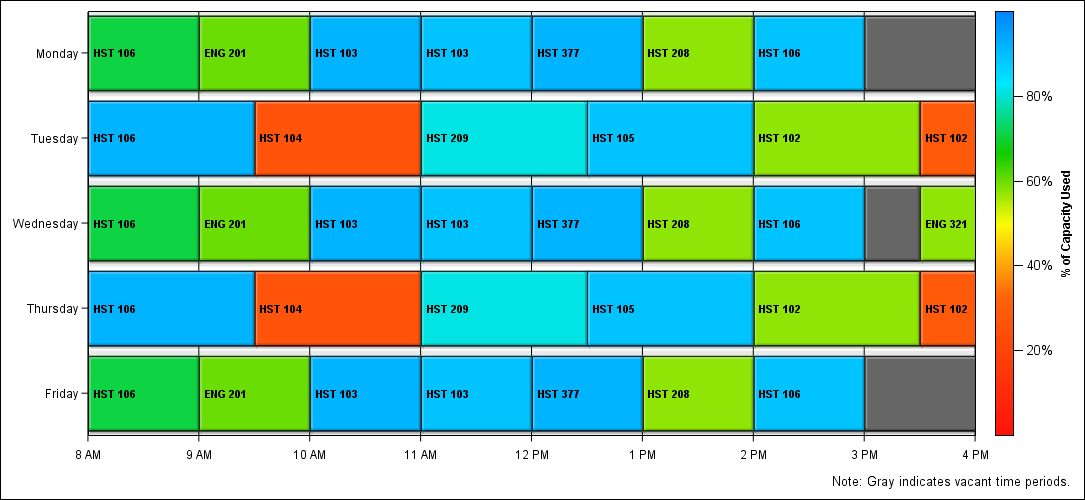 Monday HST 106 ENG 201 HST 103 HST 103 HST 377 HST 208 HST 106
Tuesday HST 106 HST 104 HST 209 HST 105 HST 102 HST 102
Wednesday HST 106 ENG 201 HST 103 HST 103 HST 377 HST 208 HST 106 ENG 321
Thursday HST 106 HST 104 HST 209 HST 105 HST 102 HST 102
Friday HST 106 ENG 201 HST 103 HST 103 HST 377 HST 208 HST 106
8 AM 9 AM 10 AM 11 AM 12 PM 1 PM 2 PM 3 PM 4 PM
80%
60%
40%
20%
% of Capacity Used
Note: Gray indicates vacant time periods.